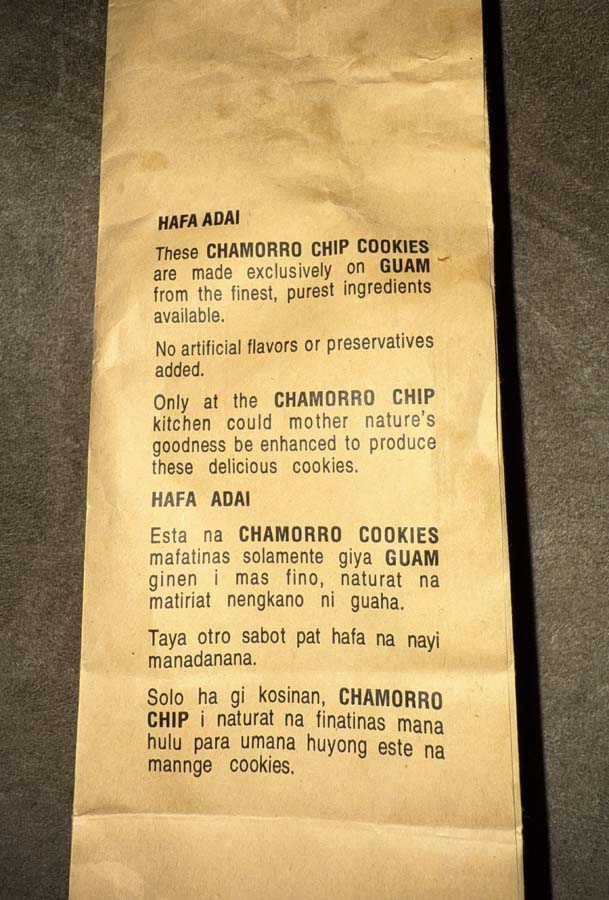 HAFA ADAI
These CHAMORRO CHIP COOKIES
are made exclusively on GUAM
from the finest, purest ingredients
available.
No artificial flavors or preservatives
added.
Only at the CHAMORRO CHIP
kitchen could mother nature's
goodness be enhanced to produce
these delicious cookies.
HAFA ADAI
Esta na CHAMORRO COOKIES
mafatinas solamente giya GUAM
ginen i mas fino, naturat na
matiriat nengkano ni guaha.
Taya otro sabot pat hafa na nayi
manadanana.
Solo ha gi kosinan, CHAMORRO
CHIP i naturat na finatinas mana
hulu para umana huyong este na
mannge cookies.